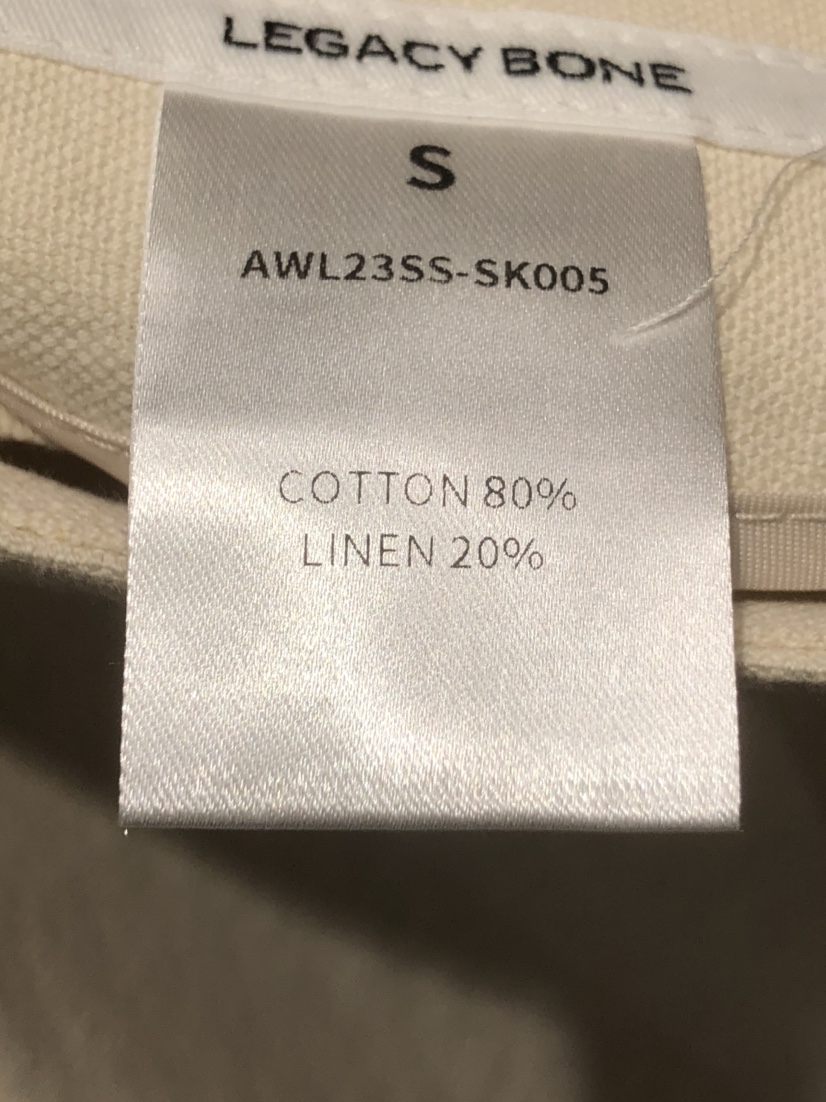 LEGACY BONE
S
AWL23SS-SK005
COTTON 80%
LINEN 20%